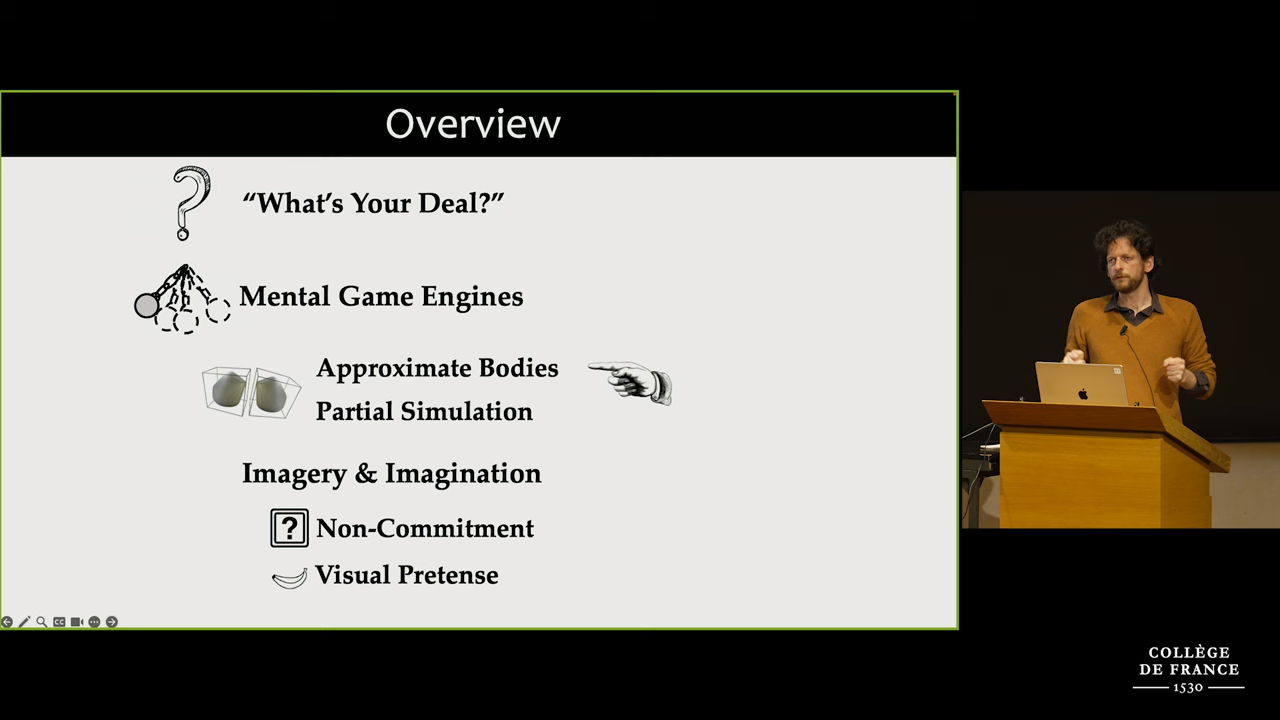 Overview
?
“What’s Your Deal?”
Mental Game Engines
Approximate Bodies
Partial Simulation
Imagery & Imagination
? Non-Commitment
Visual Pretense
CC
COLLÈGE
DE FRANCE
1530